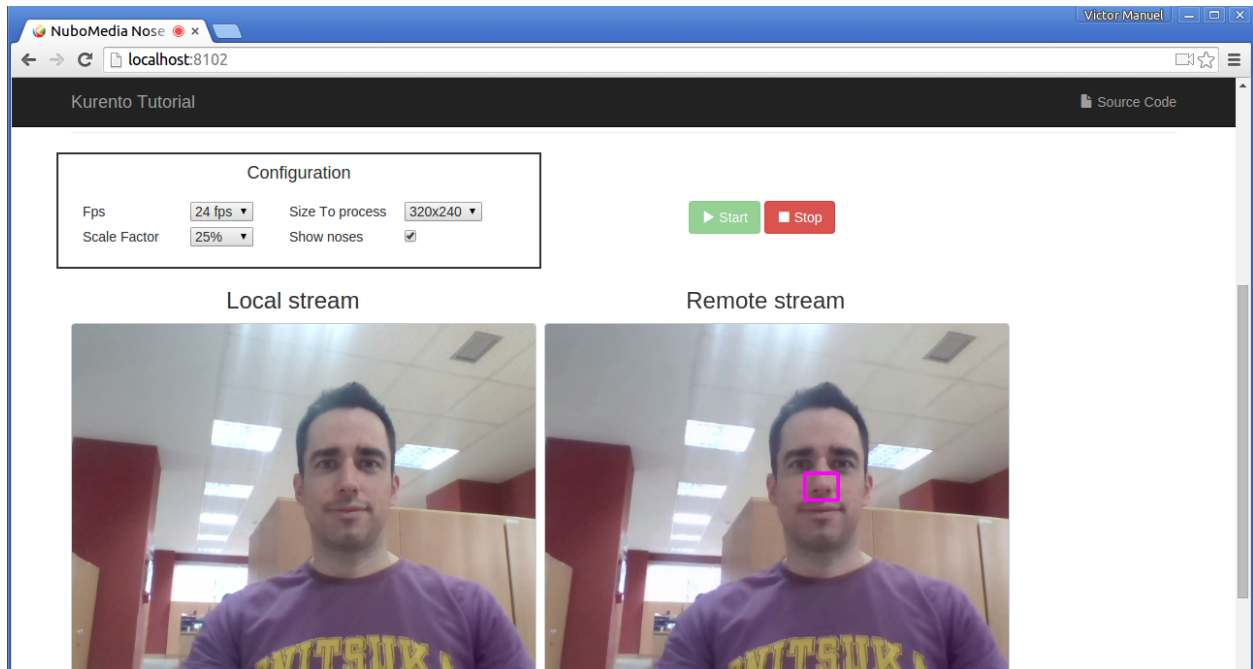 Victor Manuel
NuboMedia Nose
localhost:8102
Kurento Tutorial
Source Code
Configuration
Fps 24 fps Size To process 320x240
Scale Factor 25% Show noses
Start Stop
Local stream Remote stream